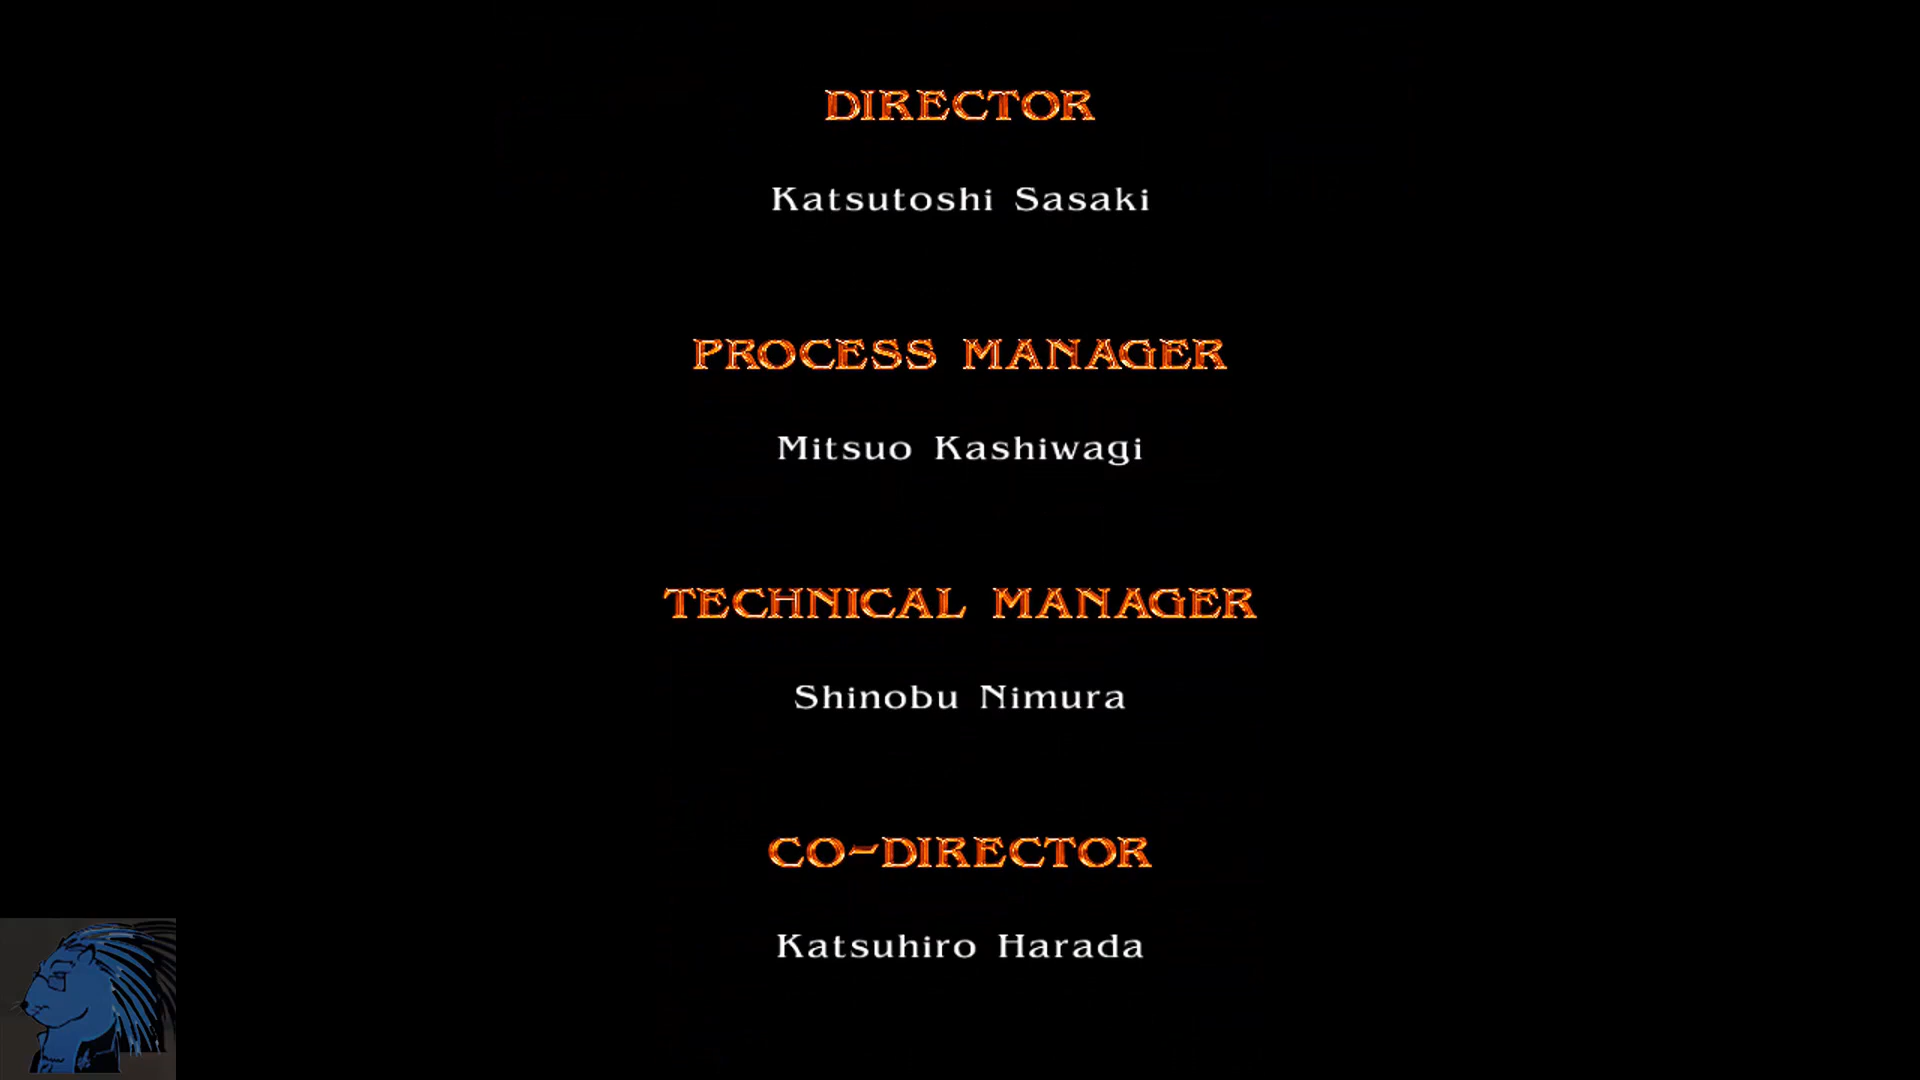 DIRECTOR
Katsutoshi Sasaki
PROCESS MANAGER
Mitsuo Kashiwagi
TECHNICAL MANAGER
Shinobu Nimura
CO-DIRECTOR
Katsuhiro Harada